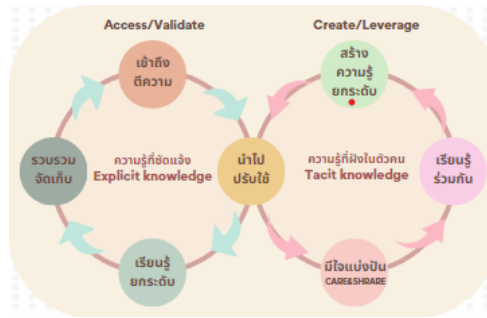 Access/Validate
Create/Leverage
เข้าถึง
ตีความ
สร้าง
ความรู้
ยกระดับ
รวบรวม
จัดเก็บ
ความรู้ที่ชัดแจ้ง
Explicit knowledge
นำไป
ปรับใช้
ความรู้ที่ฝังในตัวคน
Tacit knowledge
เรียนรู้
ร่วมกัน
เรียนรู้
ยกระดับ
มีใจแบ่งปัน
CARE&SHRARE